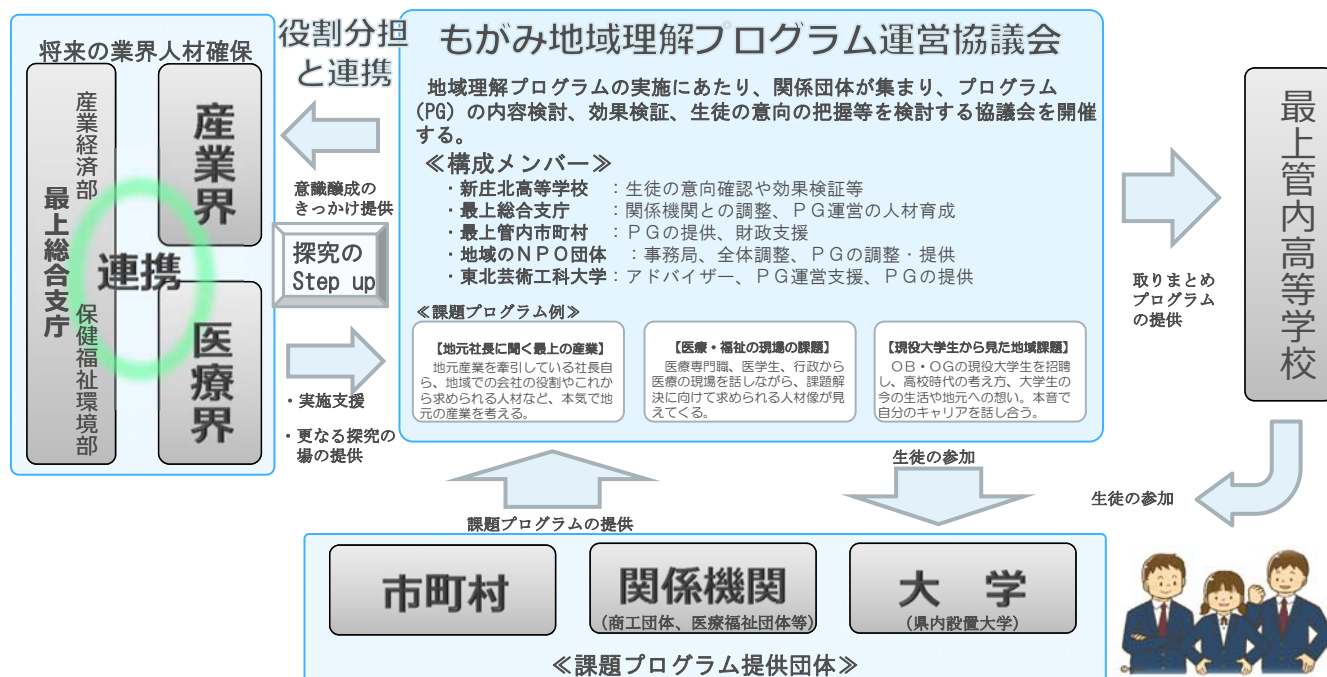 将来の業界人材確保
産業経済部
最上総合支庁
保健福祉環境部
産業界
連携
医療界
役割分担
と連携
意識醸成の
きっかけ提供
探究の
Step up
・実施支援
・更なる探究の
場の提供
もがみ地域理解プログラム運営協議会
地域理解プログラムの実施にあたり、関係団体が集まり、プログラム
(PG)の内容検討、効果検証、生徒の意向の把握等を検討する協議会を開催
する。
≪構成メンバー≫
・新庄北高等学校 ：生徒の意向確認や効果検証等
・最上総合支庁 ：関係機関との調整、ＰＧ運営の人材育成
・最上管内市町村 ：ＰＧの提供、財政支援
・地域のＮＰＯ団体 ：事務局、全体調整、ＰＧの調整・提供
・東北芸術工科大学：アドバイザー、ＰＧ運営支援、ＰＧの提供
≪課題プログラム例≫
【地元社長に聞く最上の産業】
地元産業を牽引している社長自
ら、地域での会社の役割やこれか
ら求められる人材など、本気で地
元の産業を考える。
【医療・福祉の現場の課題】
医療専門職、医学生、行政から
医療の現場を話しながら、課題解
決に向けて求められる人材像が見
えてくる。
【現役大学生から見た地域課題】
ＯＢ・ＯＧの現役大学生を招聘
し、高校時代の考え方、大学生の
今の生活や地元への想い。本音で
自分のキャリアを話し合う。
取りまとめ
プログラム
の提供
最上管内高等学校
生徒の参加
課題プログラムの提供
生徒の参加
市町村
関係機関
(商工団体、医療福祉団体等)
大　学
(県内設置大学)
≪課題プログラム提供団体≫